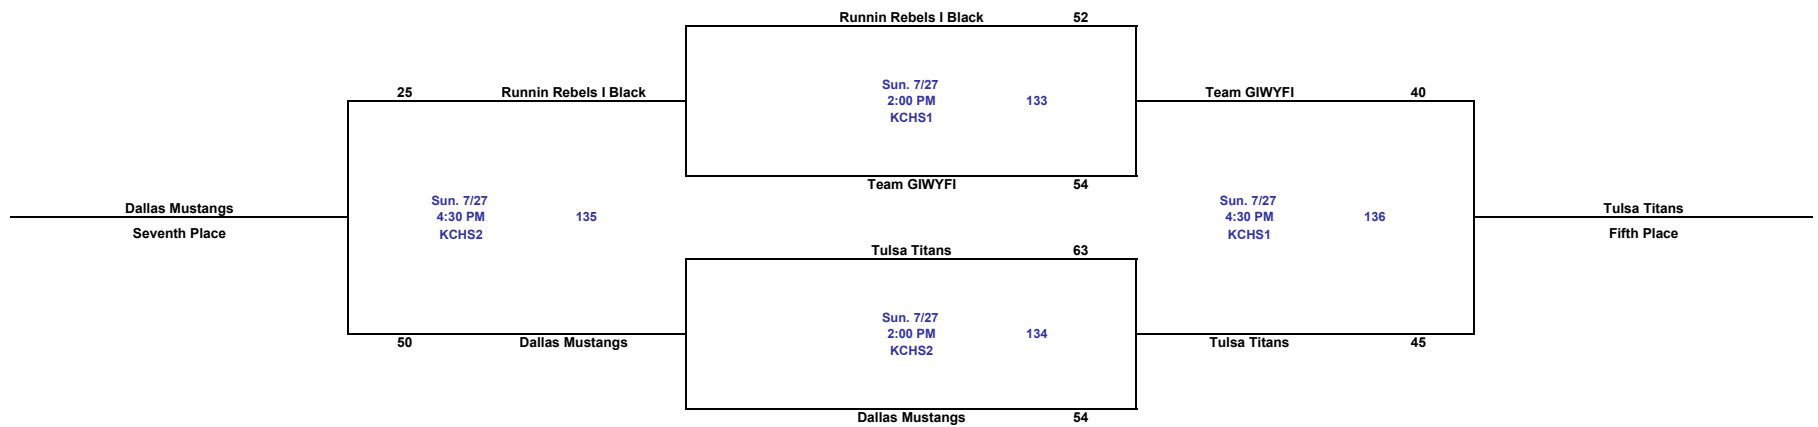 Runnin Rebels I Black 52
Sun. 7/27
25 Runnin Rebels I Black 2:00 PM 133 Team GIWYFI 40
KCHS1
Team GIWYFI 54
Sun. 7/27 Sun. 7/27
Dallas Mustangs 4:30 PM 135 4:30 PM 136 Tulsa Titans
Seventh Place KCHS2 KCHS1 Fifth Place
Tulsa Titans 63
Sun. 7/27
2:00 PM 134
50 Dallas Mustangs KCHS2 Tulsa Titans 45
Dallas Mustangs 54